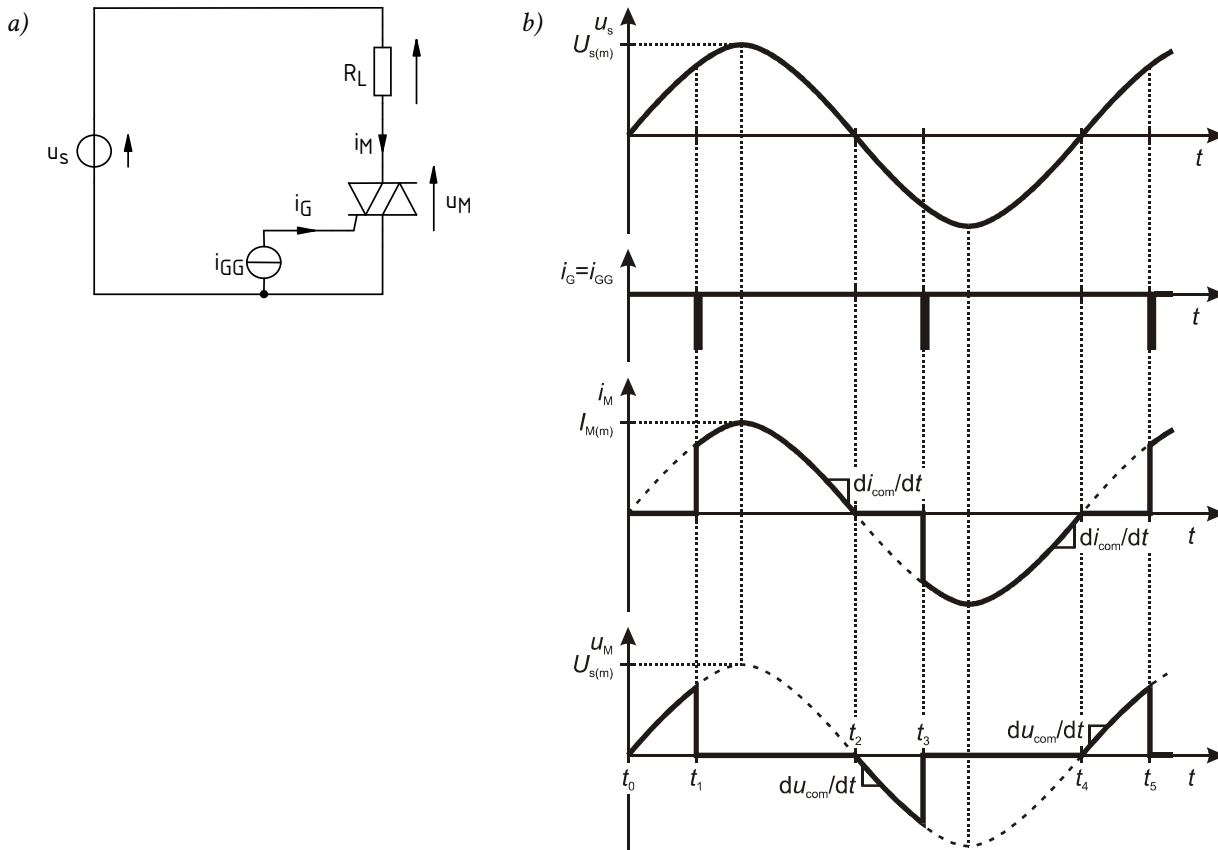 a)
R_L
i_M
u_s
i_G
u_M
i_GG
b)
u_s
U_s(m)
t
i_G=i_GG
t
i_M
I_M(m)
di_com/dt
di_com/dt
t
u_M
U_s(m)
t_2
t_3
du_com/dt
du_com/dt
t_0
t_1
t_4
t_5
t